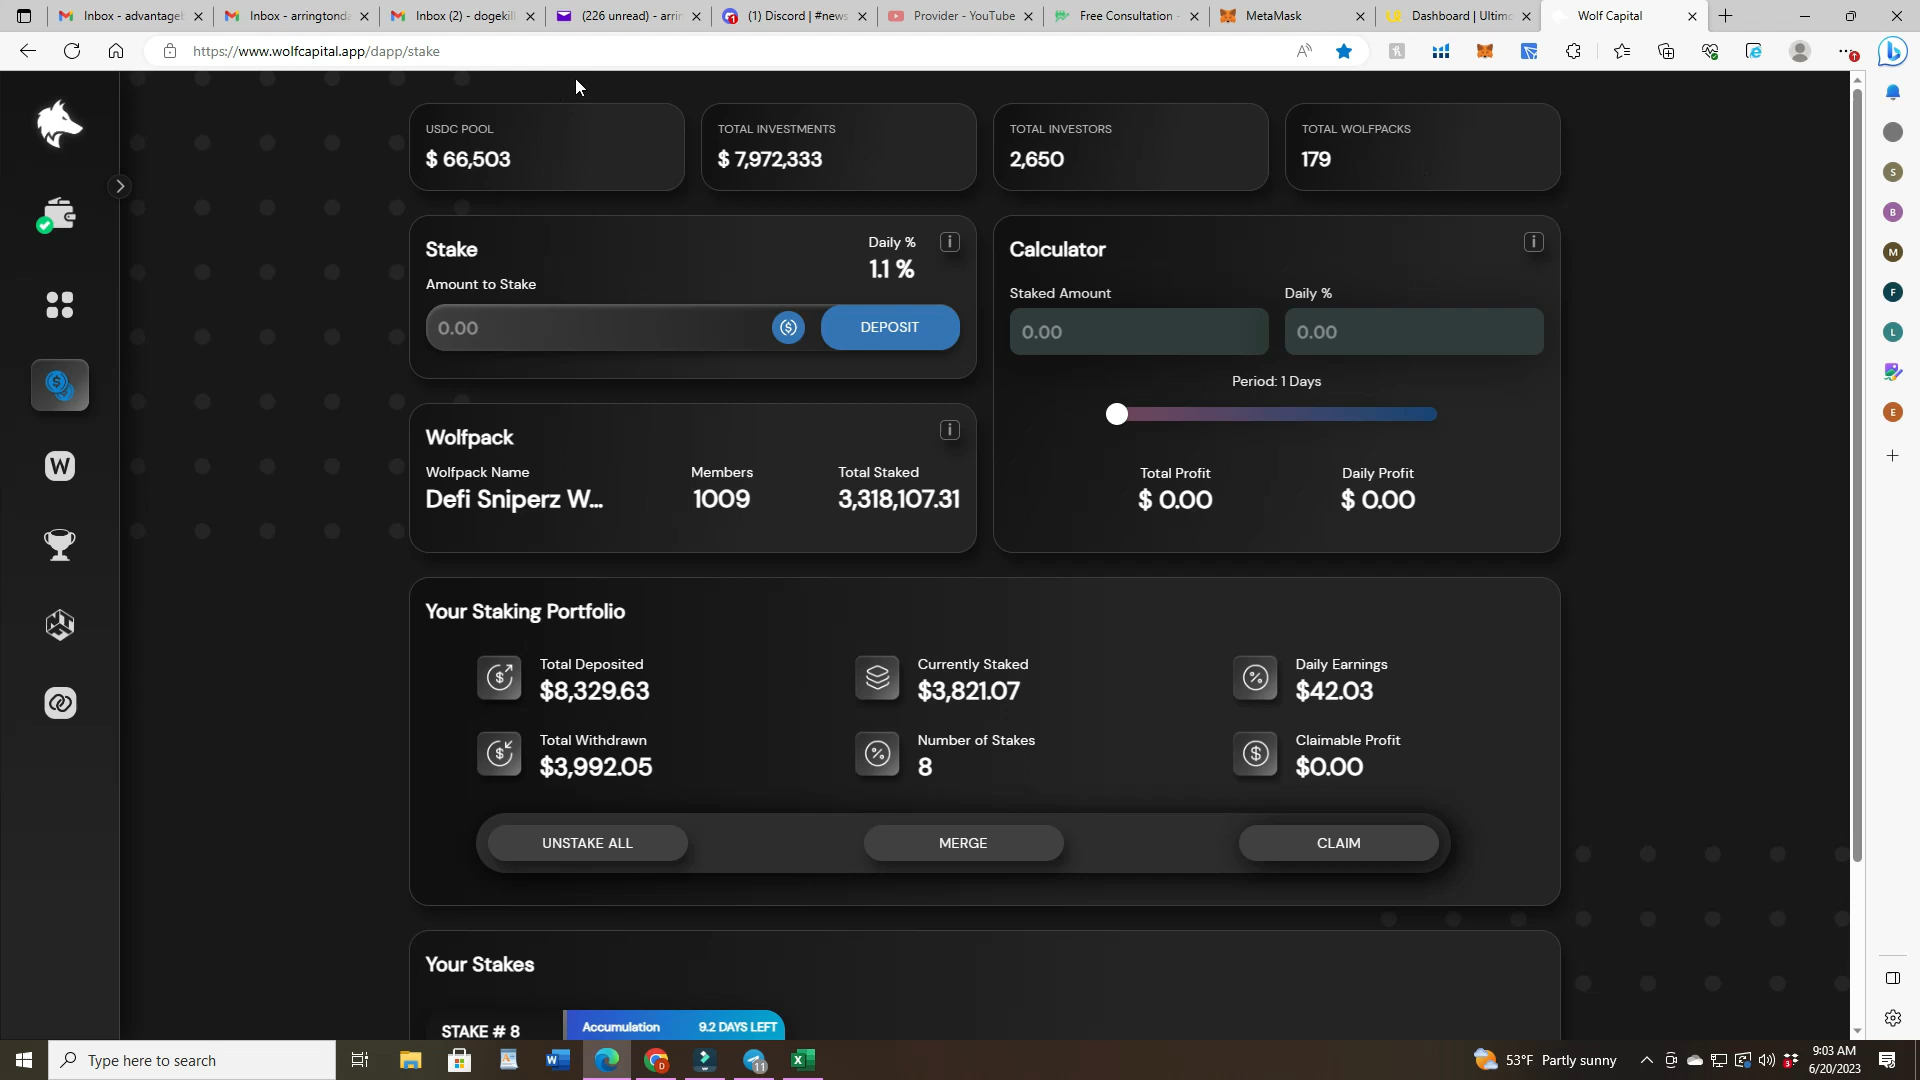 Inbox - advantage
Inbox - arringtonda
Inbox (2) - dogekill
(226 unread) - arrin
(1) Discord | #news
Provider - YouTube
Free Consultation -
MetaMask
Dashboard | Ultimo
Wolf Capital
https://www.wolfcapital.app/dapp/stake
USDC POOL
$ 66,503
TOTAL INVESTMENTS
$ 7,972,333
TOTAL INVESTORS
2,650
TOTAL WOLFPACKS
179
Stake
Daily %
1.1 %
Amount to Stake
0.00
DEPOSIT
Calculator
Staked Amount
Daily %
0.00
0.00
Period: 1 Days
Total Profit
Daily Profit
$ 0.00
$ 0.00
Wolfpack
Wolfpack Name
Members
Total Staked
Defi Sniperz W...
1009
3,318,107.31
W
Your Staking Portfolio
Total Deposited
$8,329.63
Currently Staked
$3,821.07
Daily Earnings
$42.03
Total Withdrawn
$3,992.05
Number of Stakes
8
Claimable Profit
$0.00
UNSTAKE ALL
MERGE
CLAIM
Your Stakes
STAKE # 8
Accumulation
9.2 DAYS LEFT
S
B
M
F
L
E
Type here to search
11
53°F Partly sunny
9:03 AM
6/20/2023